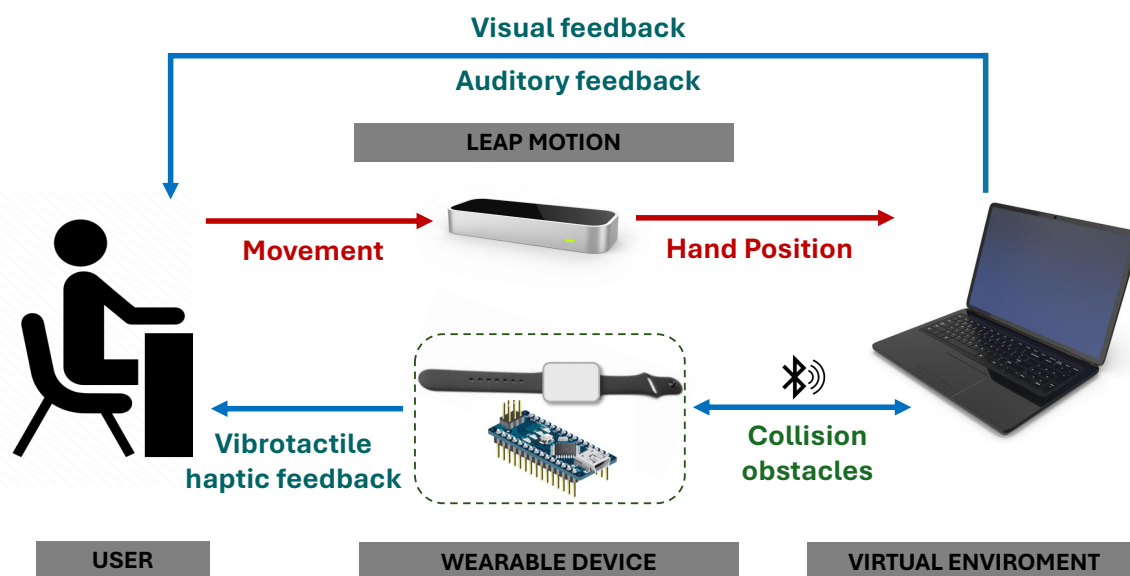 Visual feedback
Auditory feedback
LEAP MOTION
Movement
Hand Position
Vibrotactile
haptic feedback
Collision
obstacles
USER
WEARABLE DEVICE
VIRTUAL ENVIROMENT